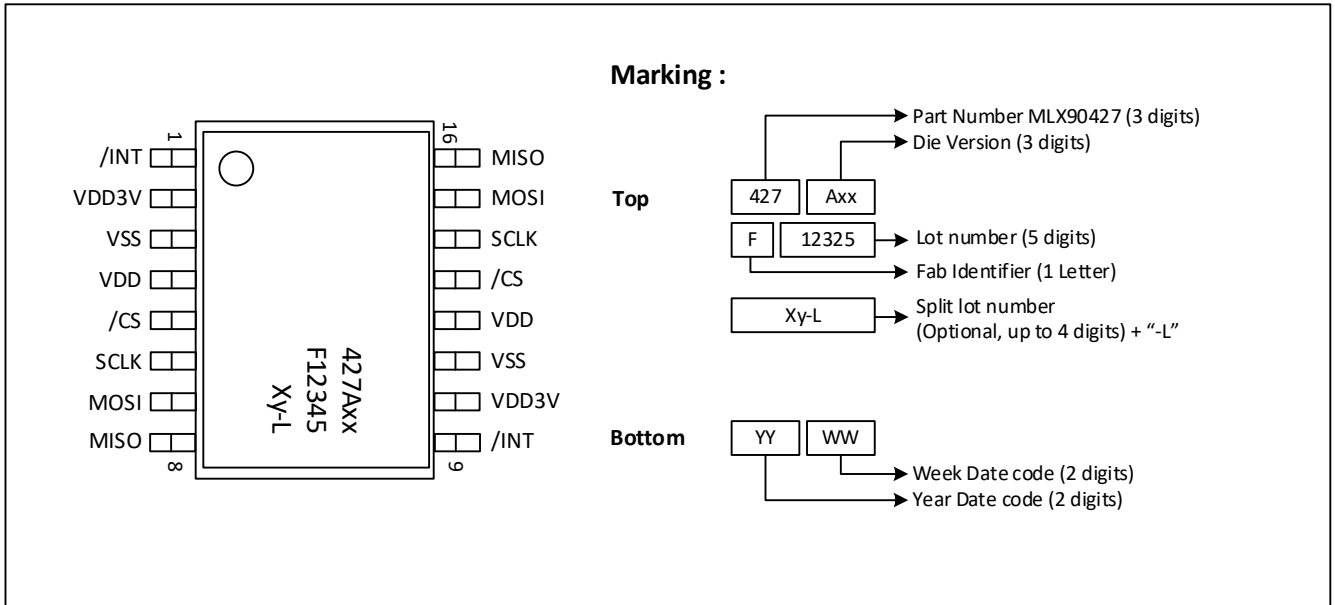 Marking :
1
16
/INT
VDD3V
VSS
VDD
/CS
SCLK
MOSI
MISO
8
427Axx
F12345
Xy-L
MISO
MOSI
SCLK
/CS
VDD
VSS
VDD3V
/INT
9
Part Number MLX90427 (3 digits)
Die Version (3 digits)
Top
427 Axx
F 12325
Lot number (5 digits)
Fab Identifier (1 Letter)
Xy-L
Split lot number
(Optional, up to 4 digits) + “-L”
Bottom
YY WW
Week Date code (2 digits)
Year Date code (2 digits)